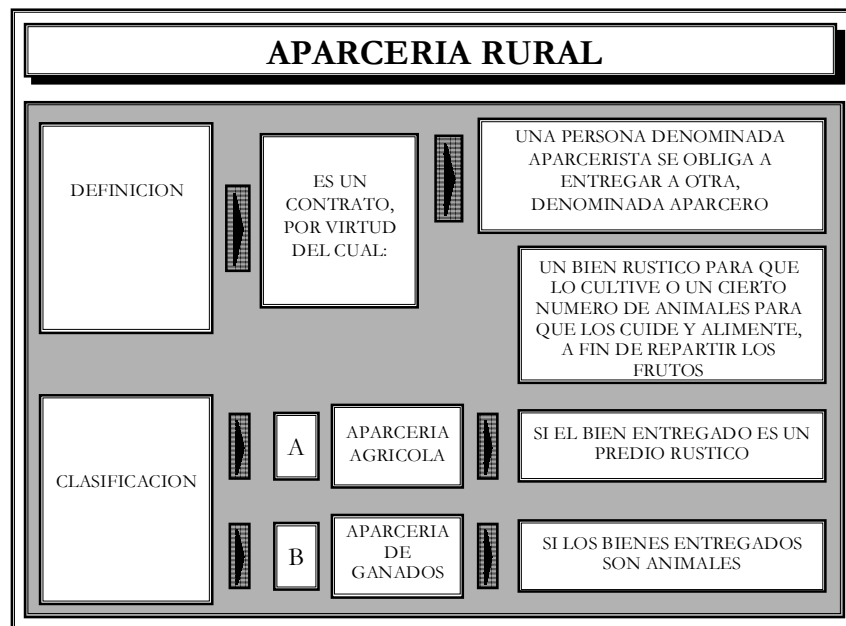 APARCERIA RURAL
DEFINICION
ES UN
CONTRATO,
POR VIRTUD
DEL CUAL:
UNA PERSONA DENOMINADA
APARCERISTA SE OBLIGA A
ENTREGAR A OTRA,
DENOMINADA APARCERO
UN BIEN RUSTICO PARA QUE
LO CULTIVE O UN CIERTO
NUMERO DE ANIMALES PARA
QUE LOS CUIDE Y ALIMENTE,
A FIN DE REPARTIR LOS
FRUTOS
CLASIFICACION
A
APARCERIA
AGRICOLA
SI EL BIEN ENTREGADO ES UN
PREDIO RUSTICO
B
APARCERIA
DE
GANADOS
SI LOS BIENES ENTREGADOS
SON ANIMALES